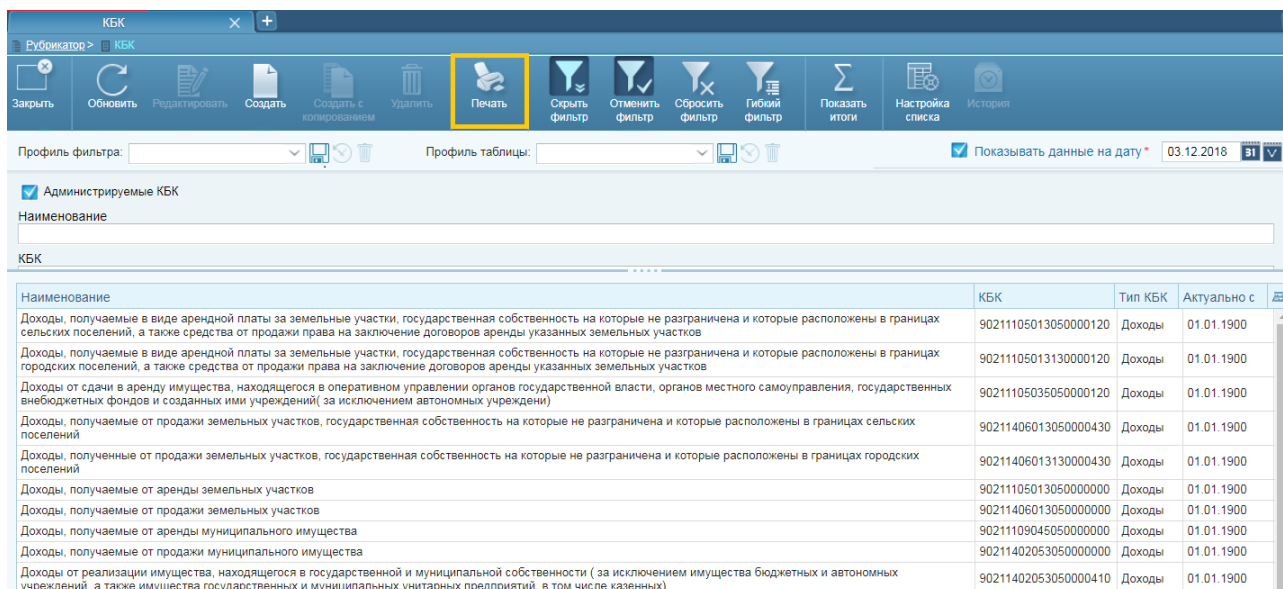 КБК
Рубрикатор> КБК
Закрыть Обновить Редактировать Создать Создать с копированием Удалить Печать Скрыть фильтр Отменить фильтр Сбросить фильтр Гибкий фильтр Показать итоги Настройка списка История
Профиль фильтра: Профиль таблицы: Показывать данные на дату * 03.12.2018 31
Администрируемые КБК
Наименование
КБК
Наименование КБК Тип КБК Актуально с
Доходы, получаемые в виде арендной платы за земельные участки, государственная собственность на которые не разграничена и которые расположены в границах
сельских поселений, а также средства от продажи права на заключение договоров аренды указанных земельных участков
90211105013050000120 Доходы 01.01.1900
Доходы, получаемые в виде арендной платы за земельные участки, государственная собственность на которые не разграничена и которые расположены в границах
городских поселений, а также средства от продажи права на заключение договоров аренды указанных земельных участков
90211105013130000120 Доходы 01.01.1900
Доходы от сдачи в аренду имущества, находящегося в оперативном управлении органов государственной власти, органов местного самоуправления, государственных
внебюджетных фондов и созданных ими учреждений( за исключением автономных учреждени)
90211105035050000120 Доходы 01.01.1900
Доходы, получаемые от продажи земельных участков, государственная собственность на которые не разграничена и которые расположены в границах сельских
поселений
90211406013050000430 Доходы 01.01.1900
Доходы, полученные от продажи земельных участков, государственная собственность на которые не разграничена и которые расположены в границах городских
поселений
90211406013130000430 Доходы 01.01.1900
Доходы, получаемые от аренды земельных участков 90211105013050000000 Доходы 01.01.1900
Доходы, получаемые от продажи земельных участков 90211406013050000000 Доходы 01.01.1900
Доходы, получаемые от аренды муниципального имущества 90211109045050000000 Доходы 01.01.1900
Доходы, получаемые от продажи муниципального имущества 90211402053050000000 Доходы 01.01.1900
Доходы от реализации имущества, находящегося в государственной и муниципальной собственности ( за исключением имущества бюджетных и автономных
учреждений, а также имущества государственных и муниципальных унитарных предприятий, в том числе казенных)
90211402053050000410 Доходы 01.01.1900